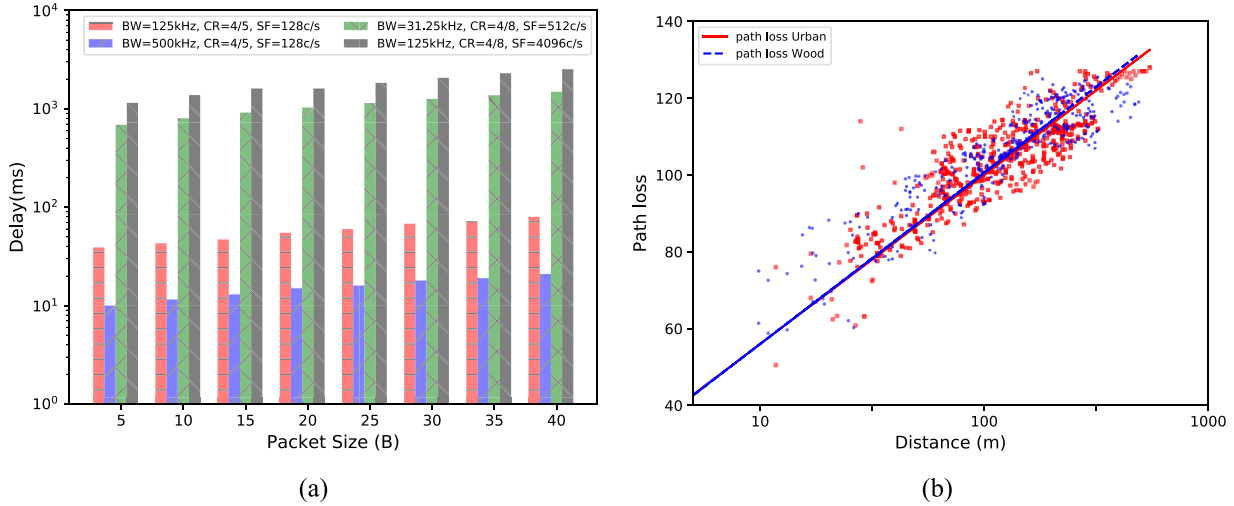 10⁴
10³
10²
10¹
10⁰
Delay(ms)
BW=125kHz, CR=4/5, SF=128c/s
BW=500kHz, CR=4/5, SF=128c/s
BW=31.25kHz, CR=4/8, SF=512c/s
BW=125kHz, CR=4/8, SF=4096c/s
5 10 15 20 25 30 35 40
Packet Size (B)
(a)
140
120
100
80
60
40
Path loss
path loss Urban
path loss Wood
10 100 1000
Distance (m)
(b)